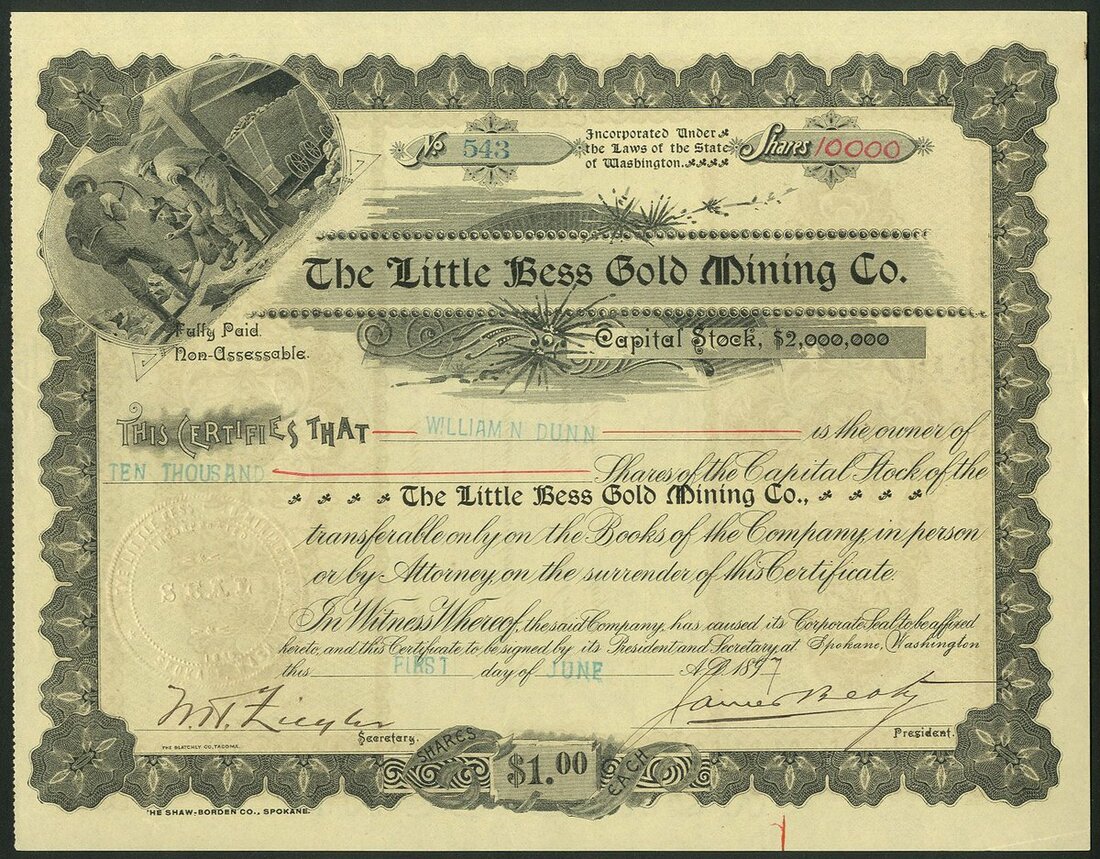 No 543
Incorporated Under
the Laws of the State
of Washington.
Shares 10000
The Little Bess Gold Mining Co.
Capital Stock, $2,000,000
Fully Paid.
Non-Assessable.
THIS CERTIFIES THAT WILLIAM N DUNN is the owner of
TEN THOUSAND Shares of the Capital Stock of the
The Little Bess Gold Mining Co.,
transferable only on the Books of the Company, in person
or by Attorney, on the surrender of this Certificate.
In Witness Whereof, the said Company, has caused its Corporate Seal to be affixed
hereto, and this Certificate to be signed by its President and Secretary, at Spokane, Washington
this FIRST day of JUNE A.D. 1897
SEAL
W. H. Ziegler
Secretary.
President.
THE BLATCHLY CO, TACOMA.
SHARES $1.00 EACH
HE SHAW-BORDEN CO., SPOKANE.